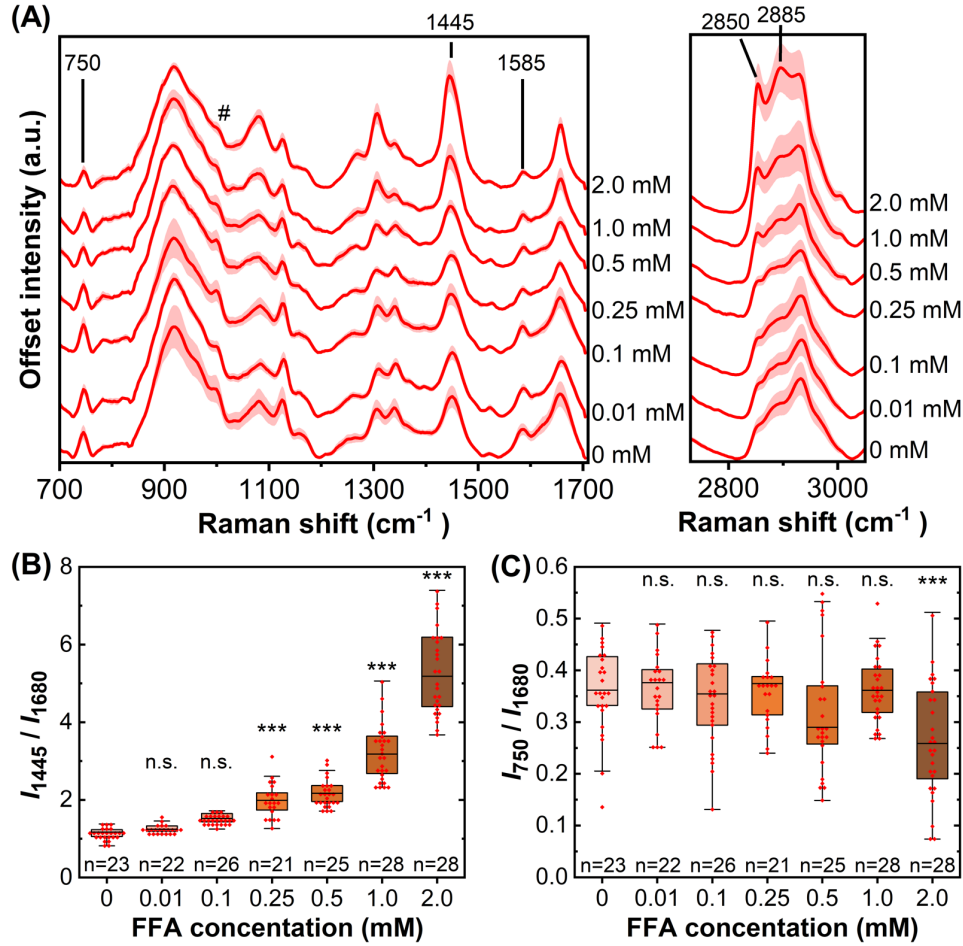 (A)
750
#
1445
1585
2850
2885
2.0 mM
1.0 mM
0.5 mM
0.25 mM
0.1 mM
0.01 mM
0 mM
2.0 mM
1.0 mM
0.5 mM
0.25 mM
0.1 mM
0.01 mM
0 mM
Offset intensity (a.u.)
700 900 1100 1300 1500 1700
Raman shift (cm⁻¹ )
2800 3000
Raman shift (cm⁻¹ )
(B)
I1445 / I1680
8
6
4
2
0
n.s. n.s. *** *** *** ***
n=23 n=22 n=26 n=21 n=25 n=28 n=28
0 0.01 0.1 0.25 0.5 1.0 2.0
FFA concentation (mM)
(C)
I750 / I1680
0.6
0.5
0.4
0.3
0.2
0.1
0.0
n.s. n.s. n.s. n.s. n.s. ***
n=23 n=22 n=26 n=21 n=25 n=28 n=28
0 0.01 0.1 0.25 0.5 1.0 2.0
FFA concentation (mM)